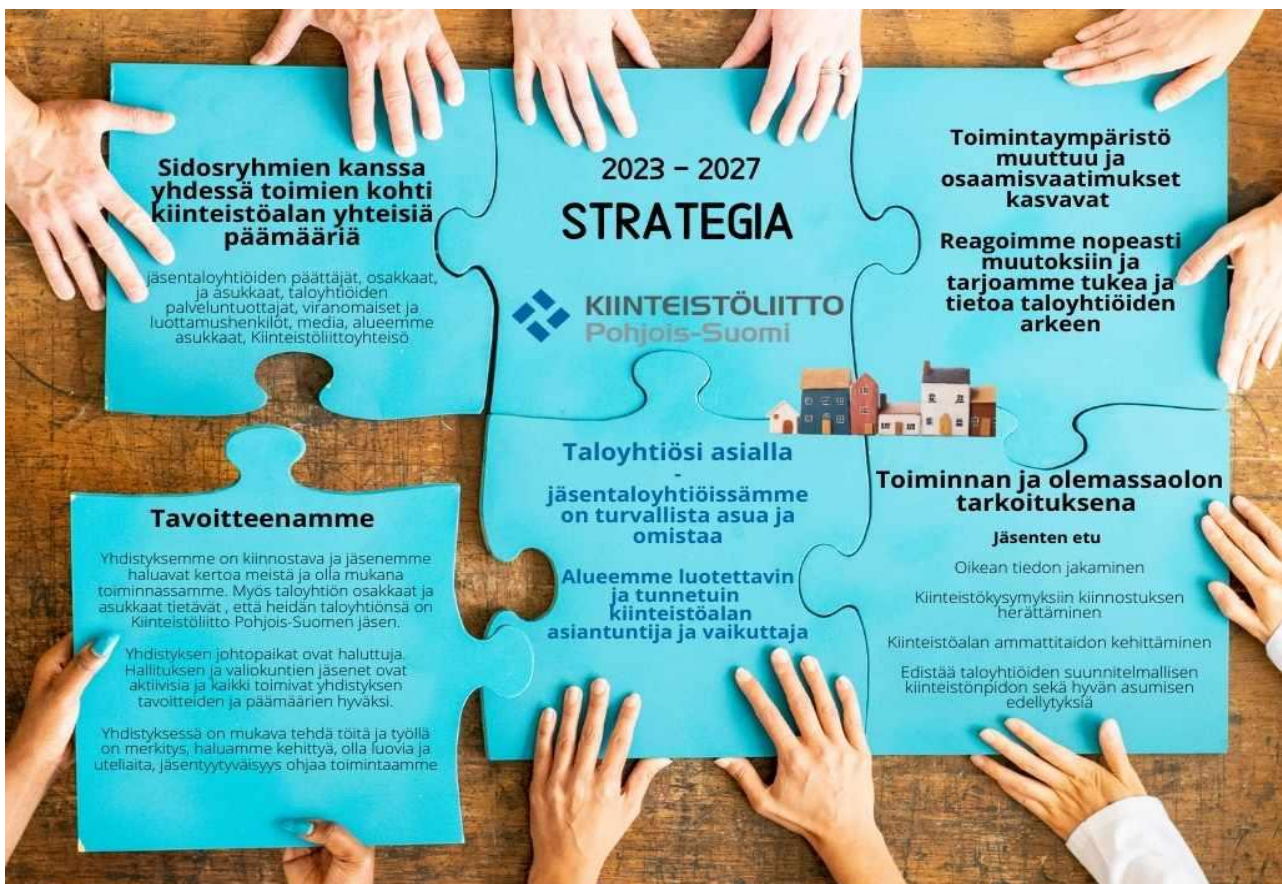 Sidosryhmien kanssa
yhdessä toimien kohti
kiinteistöalan yhteisiä
päämääriä
jäsentaloyhtiöiden päättäjät, osakkaat,
ja asukkaat, taloyhtiöiden
palveluntuottajat, viranomaiset ja
luottamushenkilöt, media, alueemme
asukkaat, Kiinteistöliittoyhteisö
2023 – 2027
STRATEGIA
KIINTEISTÖLIITTO
Pohjois-Suomi
Toimintaympäristö
muuttuu ja
osaamisvaatimukset
kasvavat
Reagoimme nopeasti
muutoksiin ja
tarjoamme tukea ja
tietoa taloyhtiöiden
arkeen
Tavoitteenamme
Yhdistyksemme on kiinnostava ja jäsenemme
haluavat kertoa meistä ja olla mukana
toiminnassamme. Myös taloyhtiön osakkaat ja
asukkaat tietävät , että heidän taloyhtiönsä on
Kiinteistöliitto Pohjois-Suomen jäsen.
Yhdistyksen johtopaikat ovat haluttuja.
Hallituksen ja valiokuntien jäsenet ovat
aktiivisia ja kaikki toimivat yhdistyksen
tavoitteiden ja päämäärien hyväksi.
Yhdistyksessä on mukava tehdä töitä ja työllä
on merkitys, haluamme kehittyä, olla luovia ja
uteliaita, jäsentyytyväisyys ohjaa toimintaamme
Taloyhtiösi asialla
-
jäsentaloyhtiöissämme
on turvallista asua ja
omistaa
Alueemme luotettavin
ja tunnetuin
kiinteistöalan
asiantuntija ja vaikuttaja
Toiminnan ja olemassaolon
tarkoituksena
Jäsenten etu
Oikean tiedon jakaminen
Kiinteistökysymyksiin kiinnostuksen
herättäminen
Kiinteistöalan ammattitaidon kehittäminen
Edistää taloyhtiöiden suunnitelmallisen
kiinteistönpidon sekä hyvän asumisen
edellytyksiä